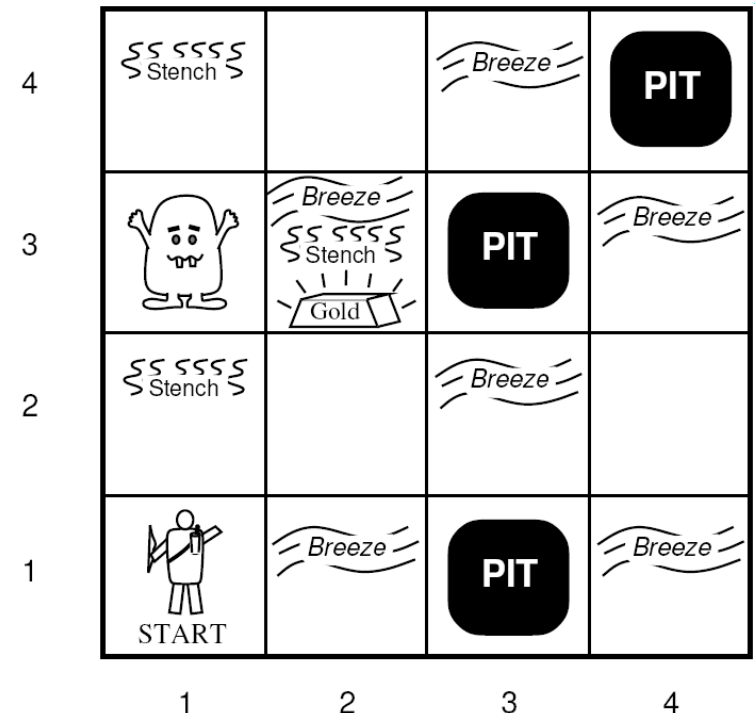 4
Stench
Breeze
PIT
3
Breeze
Stench
Gold
PIT
Breeze
2
Stench
Breeze
1
START
Breeze
PIT
Breeze
1 2 3 4